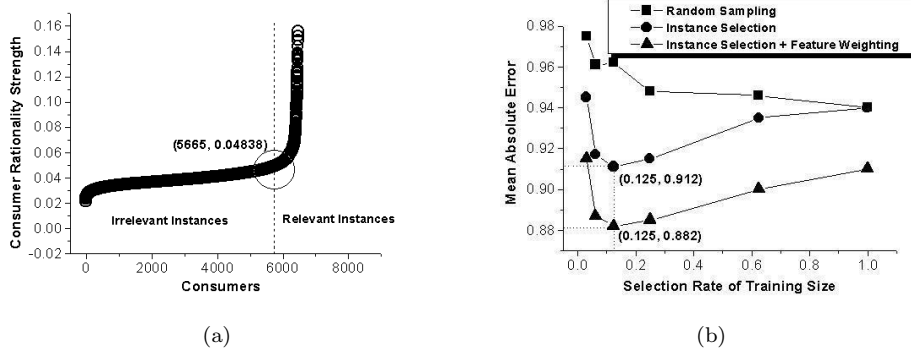 0.16
0.14
0.12
0.10
0.08
0.06
0.04
0.02
0.00
-0.02
Consumer Rationality Strength
(5665, 0.04838)
Irrelevant Instances
Relevant Instances
0 2000 4000 6000 8000
Consumers
(a)
Random Sampling
Instance Selection
Instance Selection + Feature Weighting
0.98
0.96
0.94
0.92
0.90
0.88
Mean Absolute Error
(0.125, 0.912)
(0.125, 0.882)
0.0 0.2 0.4 0.6 0.8 1.0
Selection Rate of Training Size
(b)